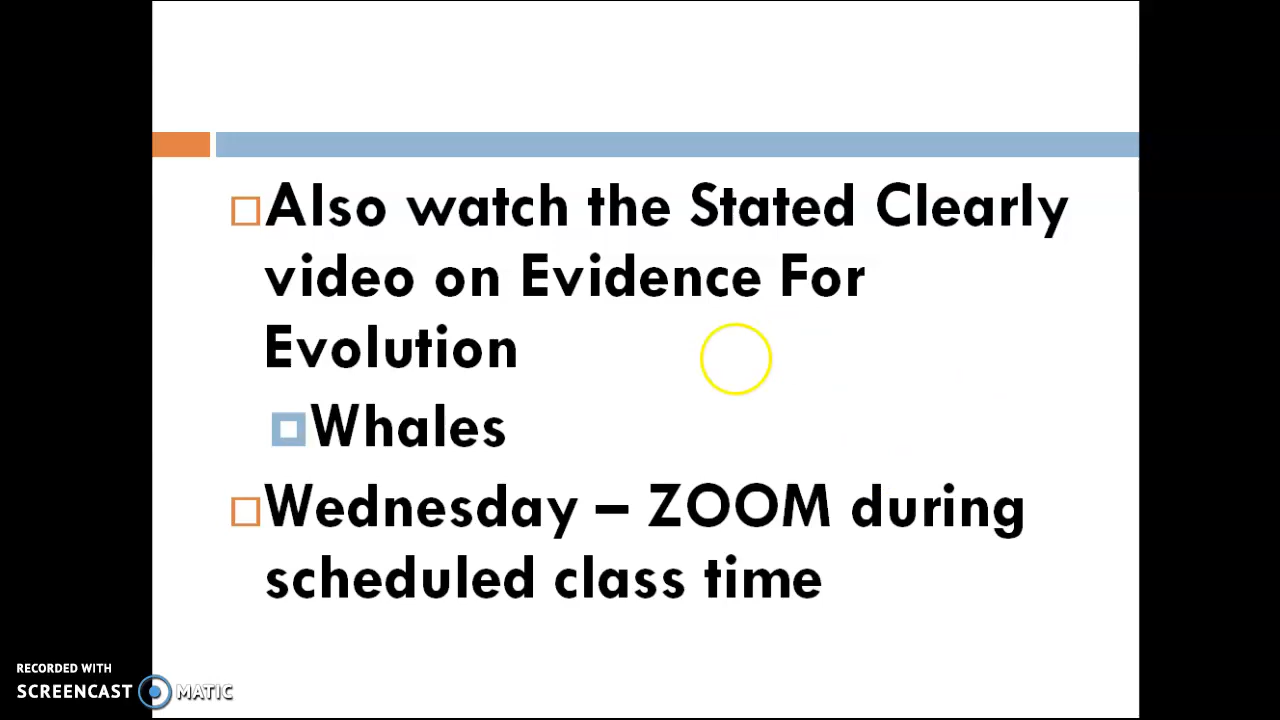 Also watch the Stated Clearly
video on Evidence For
Evolution
Whales
Wednesday – ZOOM during
scheduled class time
RECORDED WITH
SCREENCAST MATIC